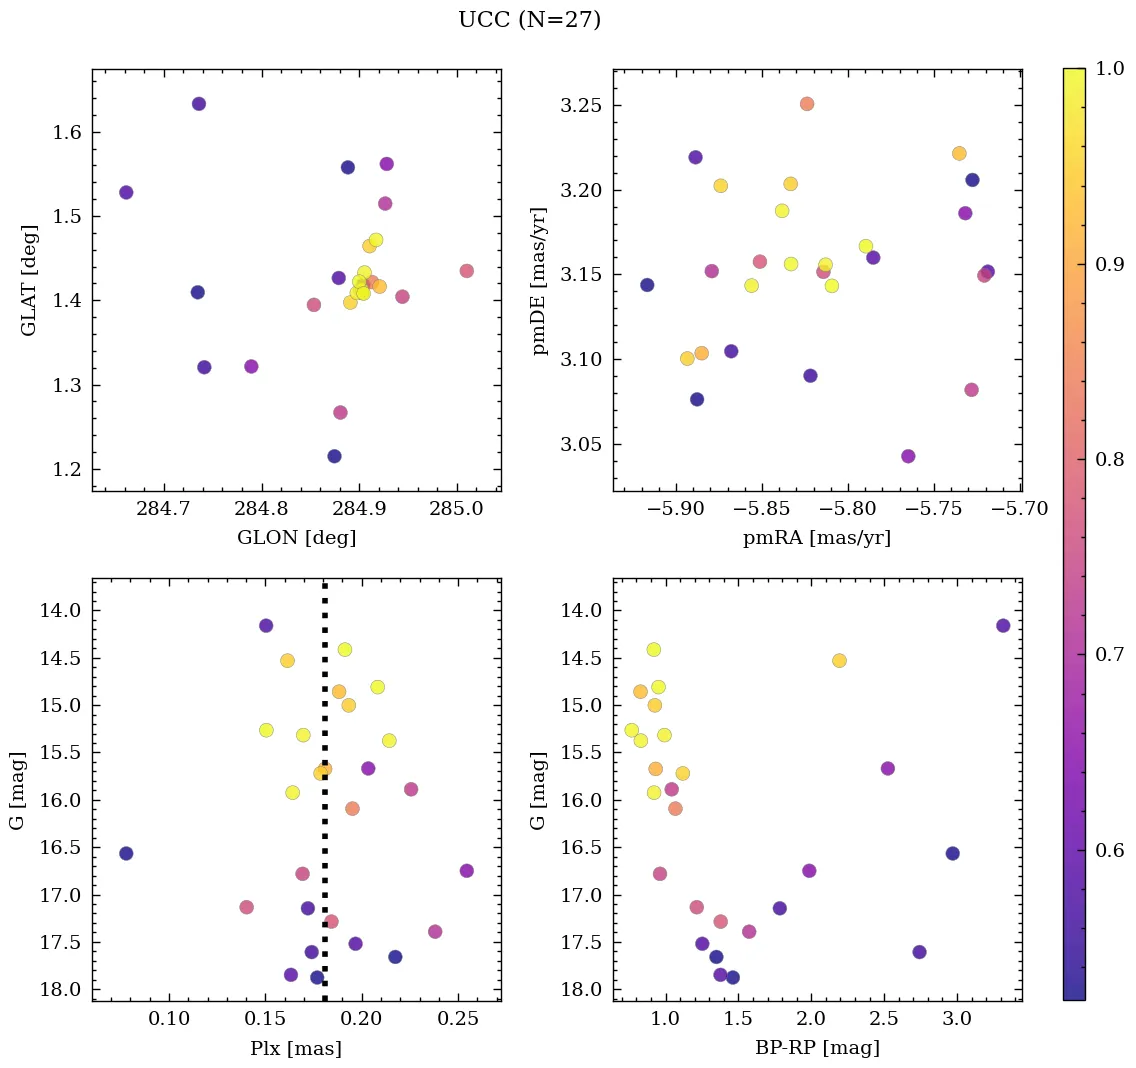 UCC (N=27)
1.6
1.5
1.4
1.3
1.2
GLAT [deg]
284.7 284.8 284.9 285.0
GLON [deg]
3.25
3.20
3.15
3.10
3.05
pmDE [mas/yr]
−5.90 −5.85 −5.80 −5.75 −5.70
pmRA [mas/yr]
14.0
14.5
15.0
15.5
16.0
16.5
17.0
17.5
18.0
G [mag]
0.10 0.15 0.20 0.25
Plx [mas]
14.0
14.5
15.0
15.5
16.0
16.5
17.0
17.5
18.0
G [mag]
1.0 1.5 2.0 2.5 3.0
BP-RP [mag]
1.0
0.9
0.8
0.7
0.6